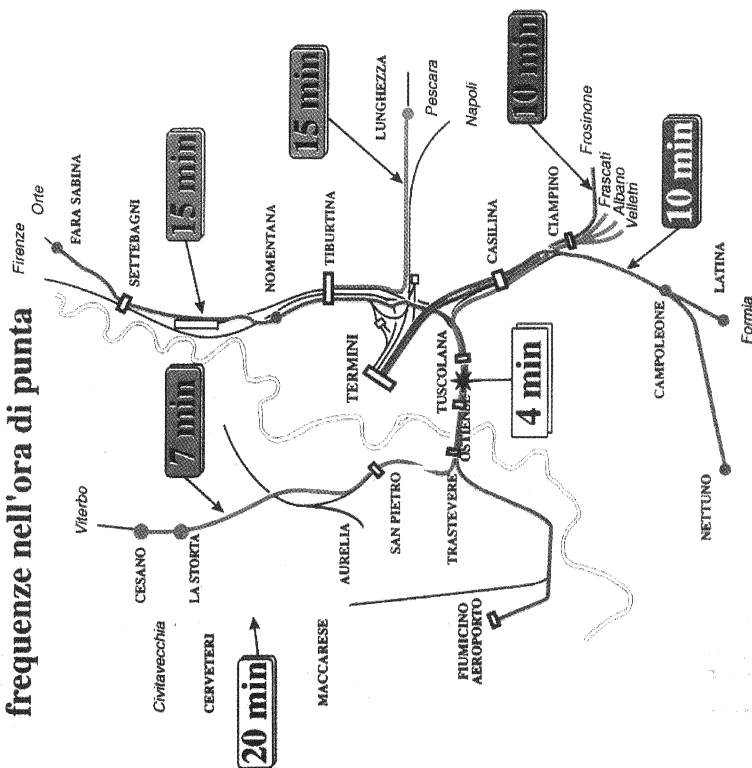 frequenze nell'ora di punta
Viterbo
CESANO
LA STORTA
Civitavecchia
CERVETERI
20 min
MACCARESE
7 min
AURELIA
SAN PIETRO
TRASTEVERE
FIUMICINO
AEROPORTO
Firenze
Orte
FARA SABINA
SETTEBAGNI
15 min
NOMENTANA
TIBURTINA
TERMINI
TUSCOLANA
OSTIENSE
4 min
15 min
LUNGHEZZA
Pescara
Napoli
CASILINA
CIAMPINO
10 min
Frosinone
Frascati
Albano
Velletri
10 min
CAMPOLEONE
LATINA
Formia
NETTUNO